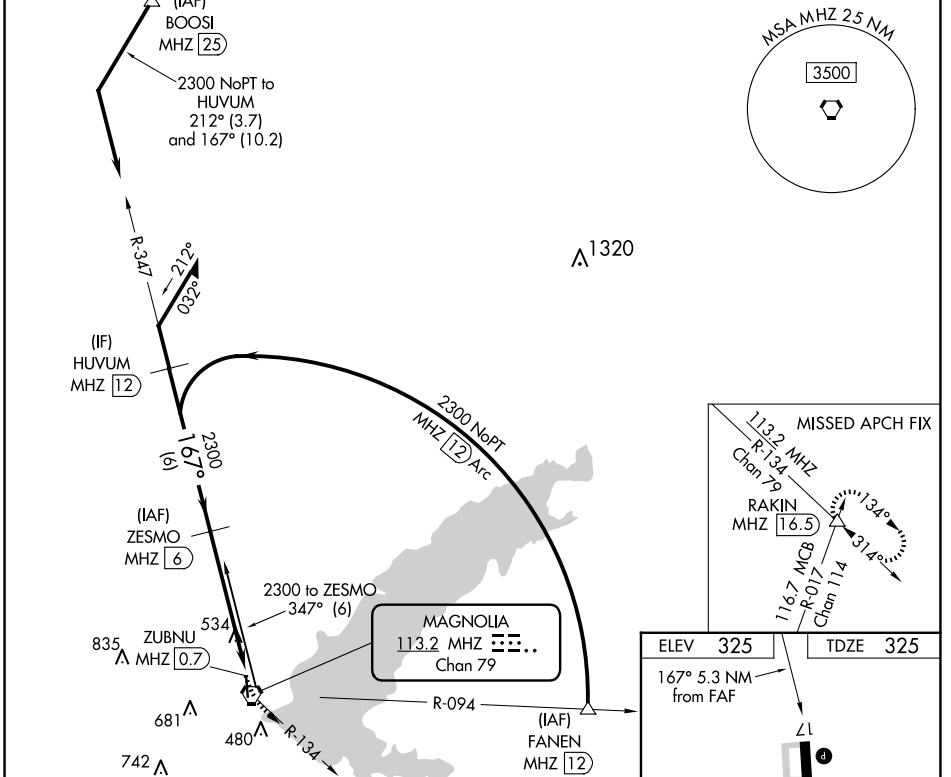 (IAF)
BOOSI
MHZ 25
2300 NoPT to
HUVUM
212° (3.7)
and 167° (10.2)
MSA MHZ 25 NM
3500
R-347
212°
032°
1320
(IF)
HUVUM
MHZ 12
2300 NoPT
MHZ 12 Arc
2300
167°
(6)
(IAF)
ZESMO
MHZ 6
2300 to ZESMO
347° (6)
534
835
ZUBNU
MHZ 0.7
MAGNOLIA
113.2 MHZ
Chan 79
681
480
R-134
742
R-094
(IAF)
FANEN
MHZ 12
MISSED APCH FIX
113.2 MHZ
R-134
Chan 79
RAKIN
MHZ 16.5
134°
314°
116.7 MCB
R-017
Chan 114
ELEV 325
TDZE 325
167° 5.3 NM
from FAF
17
P